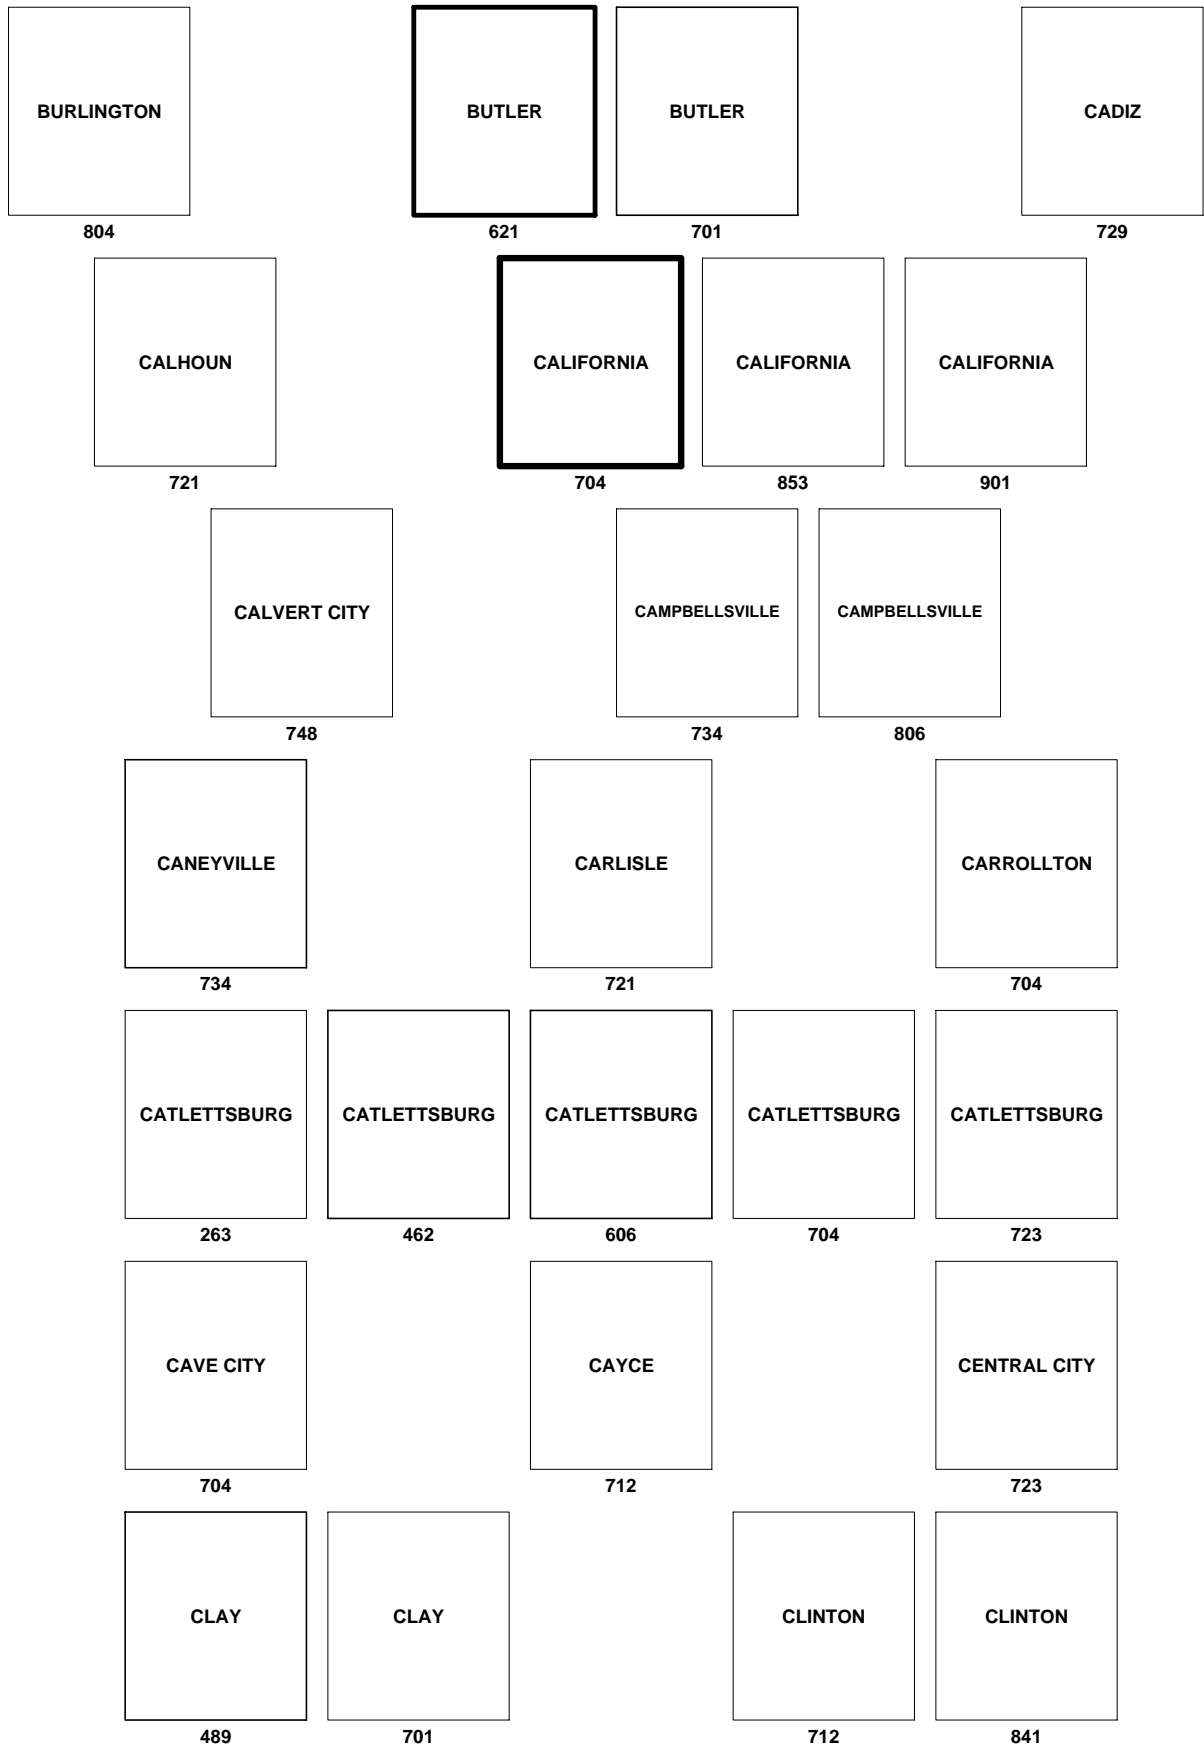 BURLINGTON BUTLER BUTLER CADIZ
804 621 701 729
CALHOUN CALIFORNIA CALIFORNIA CALIFORNIA
721 704 853 901
CALVERT CITY CAMPBELLSVILLE CAMPBELLSVILLE
748 734 806
CANEYVILLE CARLISLE CARROLLTON
734 721 704
CATLETTSBURG CATLETTSBURG CATLETTSBURG CATLETTSBURG CATLETTSBURG
263 462 606 704 723
CAVE CITY CAYCE CENTRAL CITY
704 712 723
CLAY CLAY CLINTON CLINTON
489 701 712 841